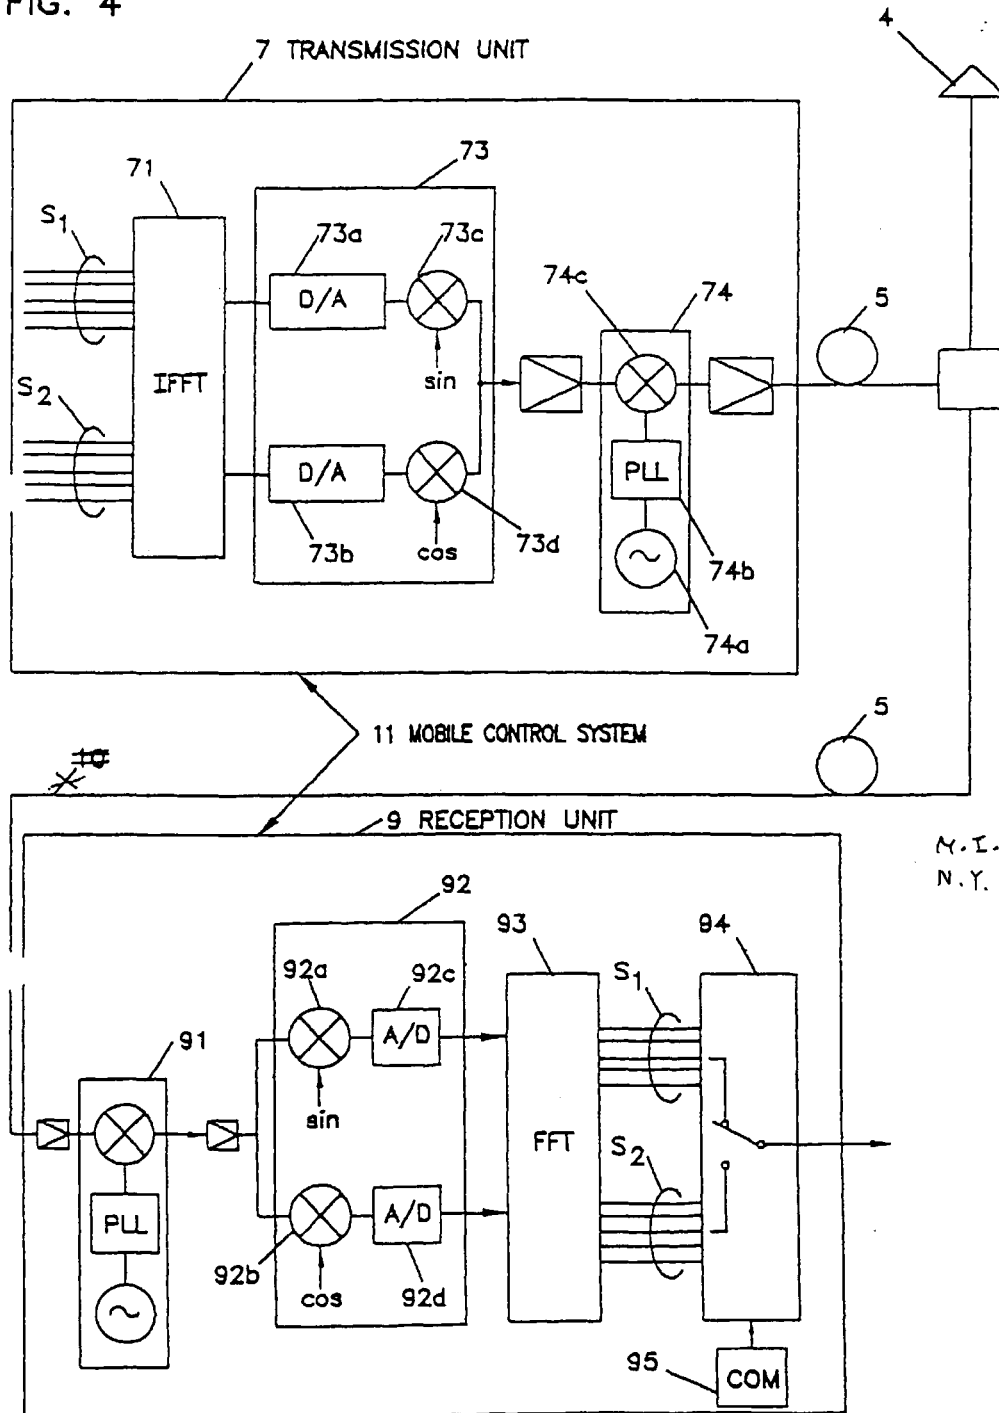 FIG. 4
4
7 TRANSMISSION UNIT
71
73
S1
73a
73c
D/A
sin
74c
74
5
IFFT
S2
D/A
73b
cos
73d
PLL
74b
74a
11 MOBILE CONTROL SYSTEM
5
10
9 RECEPTION UNIT
M.I.
N.Y.
92
93
94
92a
92c
A/D
sin
S1
91
FFT
S2
PLL
A/D
92b
cos
92d
95
COM